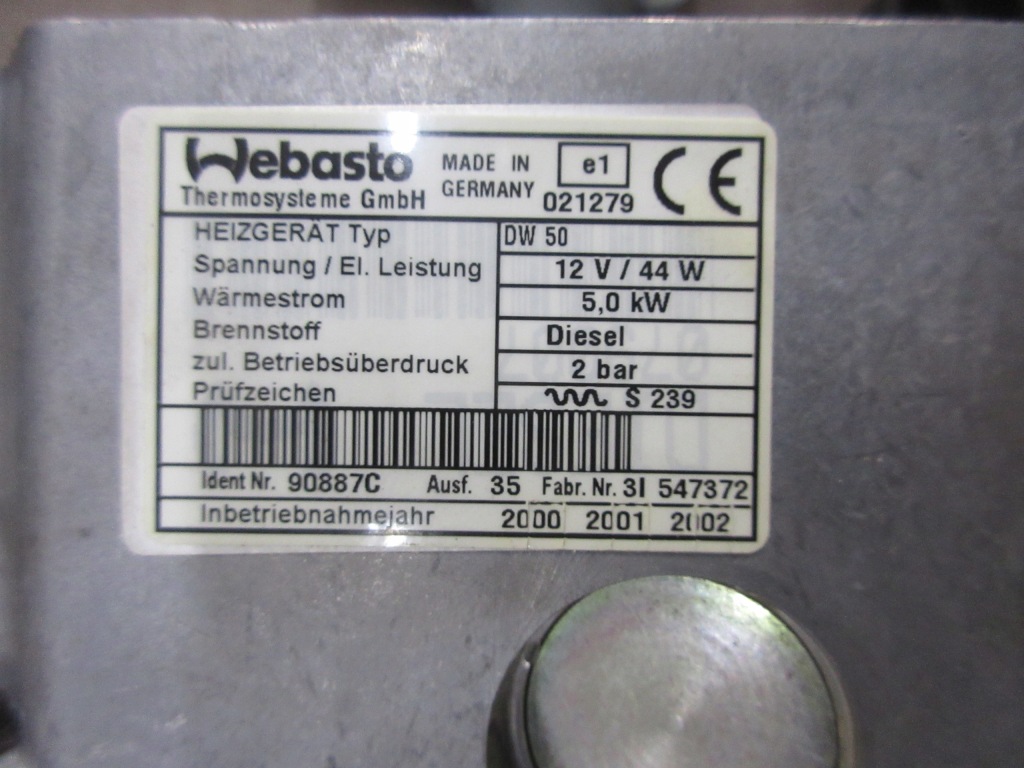 Webasto
Thermosysteme GmbH
MADE IN
GERMANY
e1
021279
CE
HEIZGERÄT Typ DW 50
Spannung / El. Leistung 12 V / 44 W
Wärmestrom 5,0 kW
Brennstoff Diesel
zul. Betriebsüberdruck 2 bar
Prüfzeichen S 239
Ident Nr. 90887C Ausf. 35 Fabr. Nr. 3I 547372
Inbetriebnahmejahr 2000 2001 2002